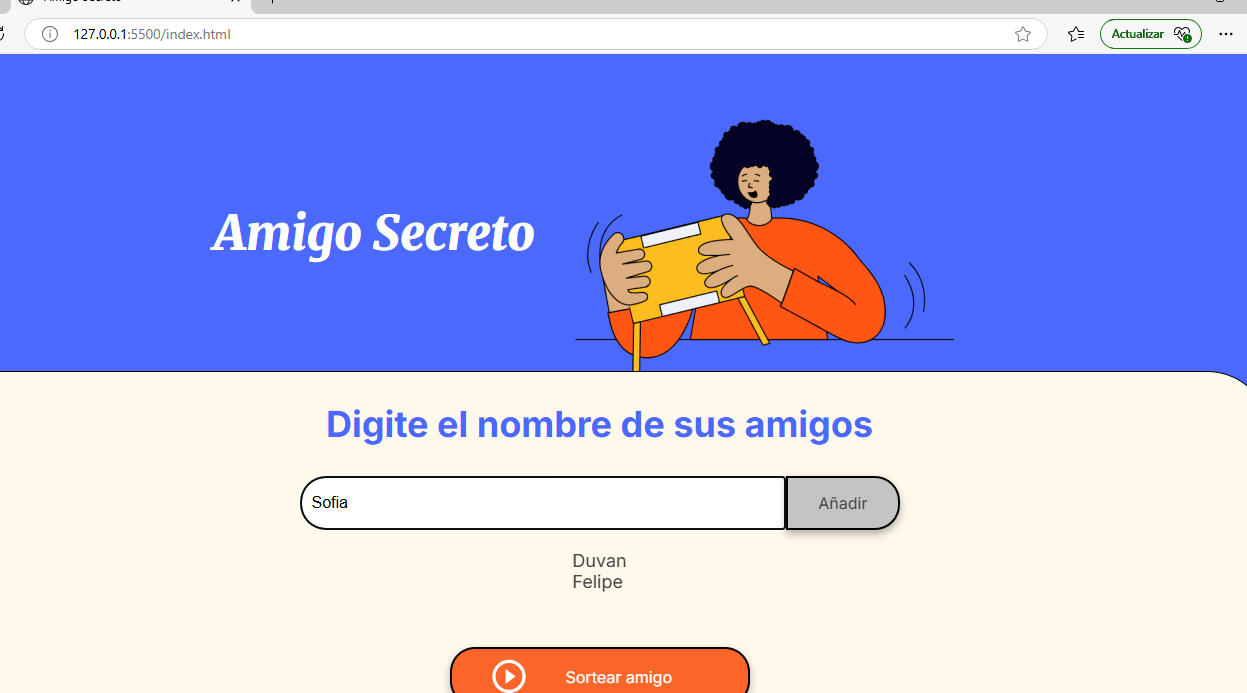 127.0.0.1:5500/index.html
Actualizar
Amigo Secreto
Digite el nombre de sus amigos
Sofia
Añadir
Duvan
Felipe
Sortear amigo